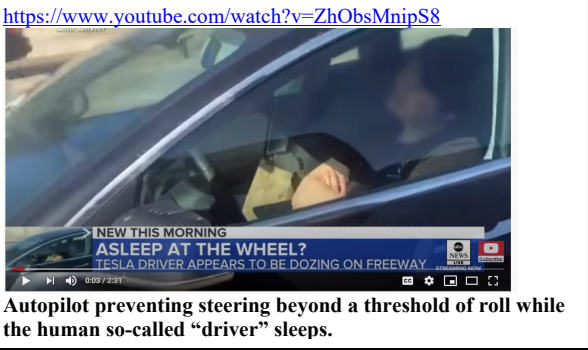 https://www.youtube.com/watch?v=ZhObsMnipS8
Clint Olivier
NEW THIS MORNING
ASLEEP AT THE WHEEL?
TESLA DRIVER APPEARS TO BE DOZING ON FREEWAY
abc
NEWS
LIVE
STREAMING NOW
Subscribe
0:03 / 2:31
CC
Autopilot preventing steering beyond a threshold of roll while
the human so-called “driver” sleeps.